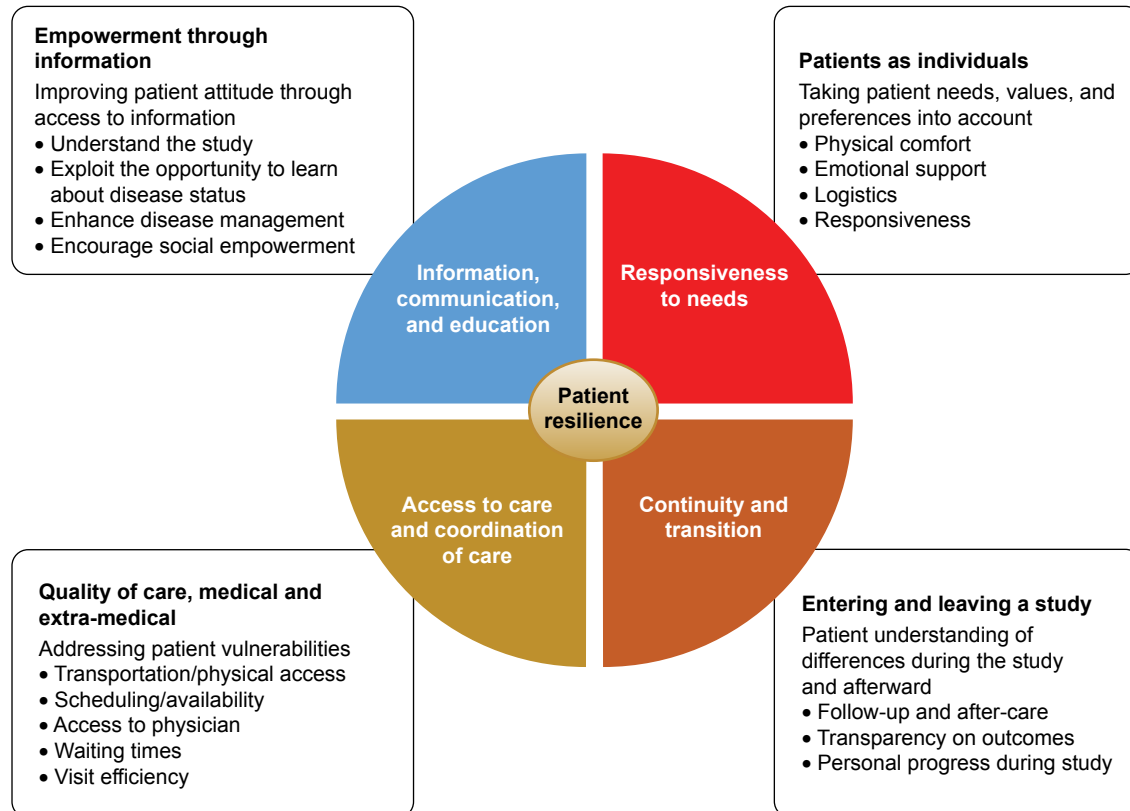 Empowerment through
information
Improving patient attitude through
access to information
• Understand the study
• Exploit the opportunity to learn
about disease status
• Enhance disease management
• Encourage social empowerment
Patients as individuals
Taking patient needs, values, and
preferences into account
• Physical comfort
• Emotional support
• Logistics
• Responsiveness
Information,
communication,
and education
Responsiveness
to needs
Patient
resilience
Access to care
and coordination
of care
Continuity and
transition
Quality of care, medical and
extra-medical
Addressing patient vulnerabilities
• Transportation/physical access
• Scheduling/availability
• Access to physician
• Waiting times
• Visit efficiency
Entering and leaving a study
Patient understanding of
differences during the study
and afterward
• Follow-up and after-care
• Transparency on outcomes
• Personal progress during study